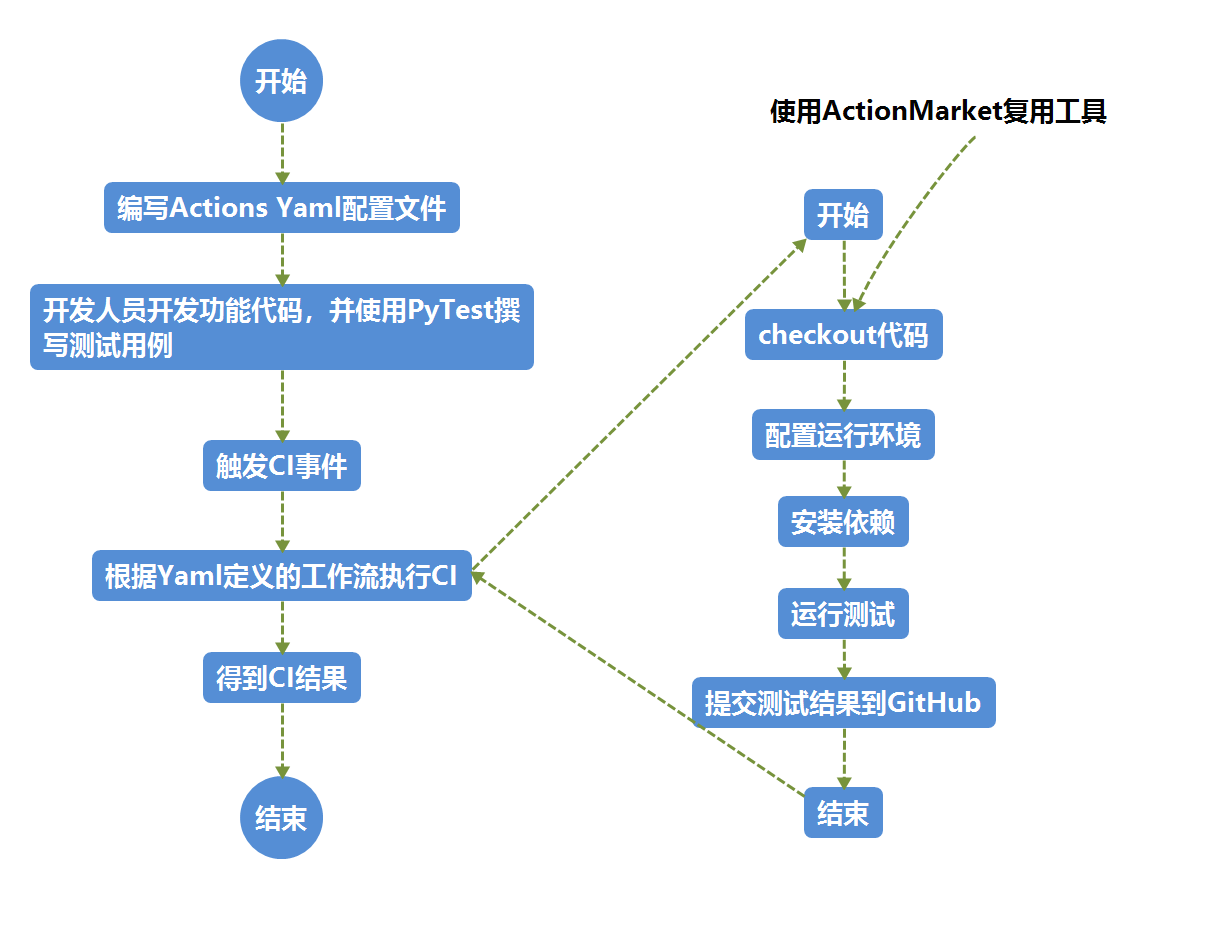 开始
编写Actions Yaml配置文件
开发人员开发功能代码，并使用PyTest撰
写测试用例
触发CI事件
根据Yaml定义的工作流执行CI
得到CI结果
结束
使用ActionMarket复用工具
开始
checkout代码
配置运行环境
安装依赖
运行测试
提交测试结果到GitHub
结束